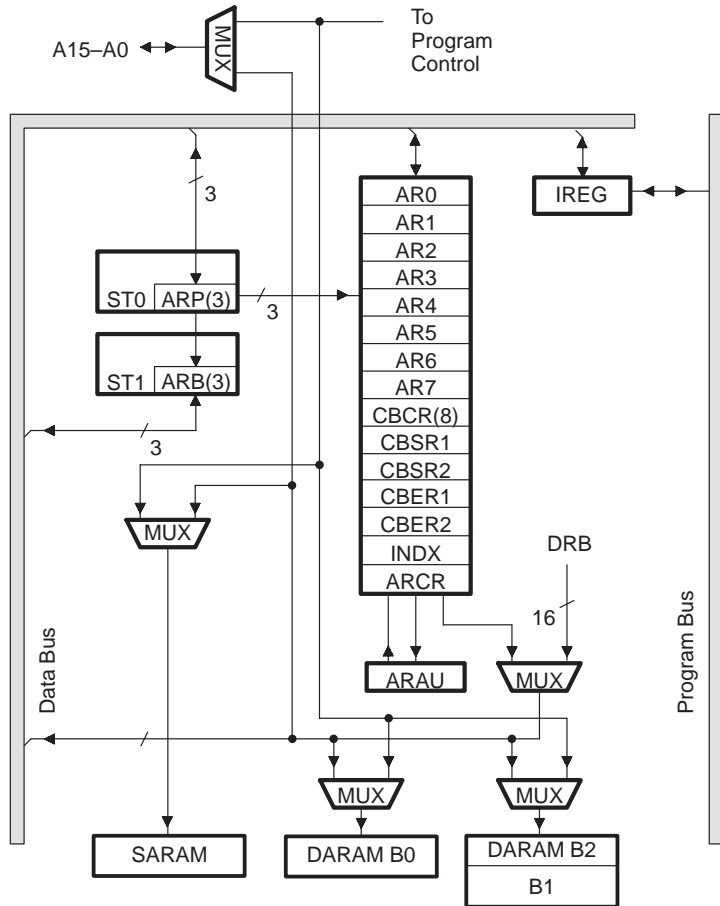 To
Program
Control
A15–A0
MUX
3
AR0
IREG
AR1
AR2
AR3
ST0 ARP(3)
3
AR4
AR5
AR6
ST1 ARB(3)
AR7
CBCR(8)
3
CBSR1
CBSR2
CBER1
CBER2
MUX
INDX
DRB
ARCR
16
Data Bus
Program Bus
ARAU
MUX
MUX
MUX
SARAM
DARAM B0
DARAM B2
B1